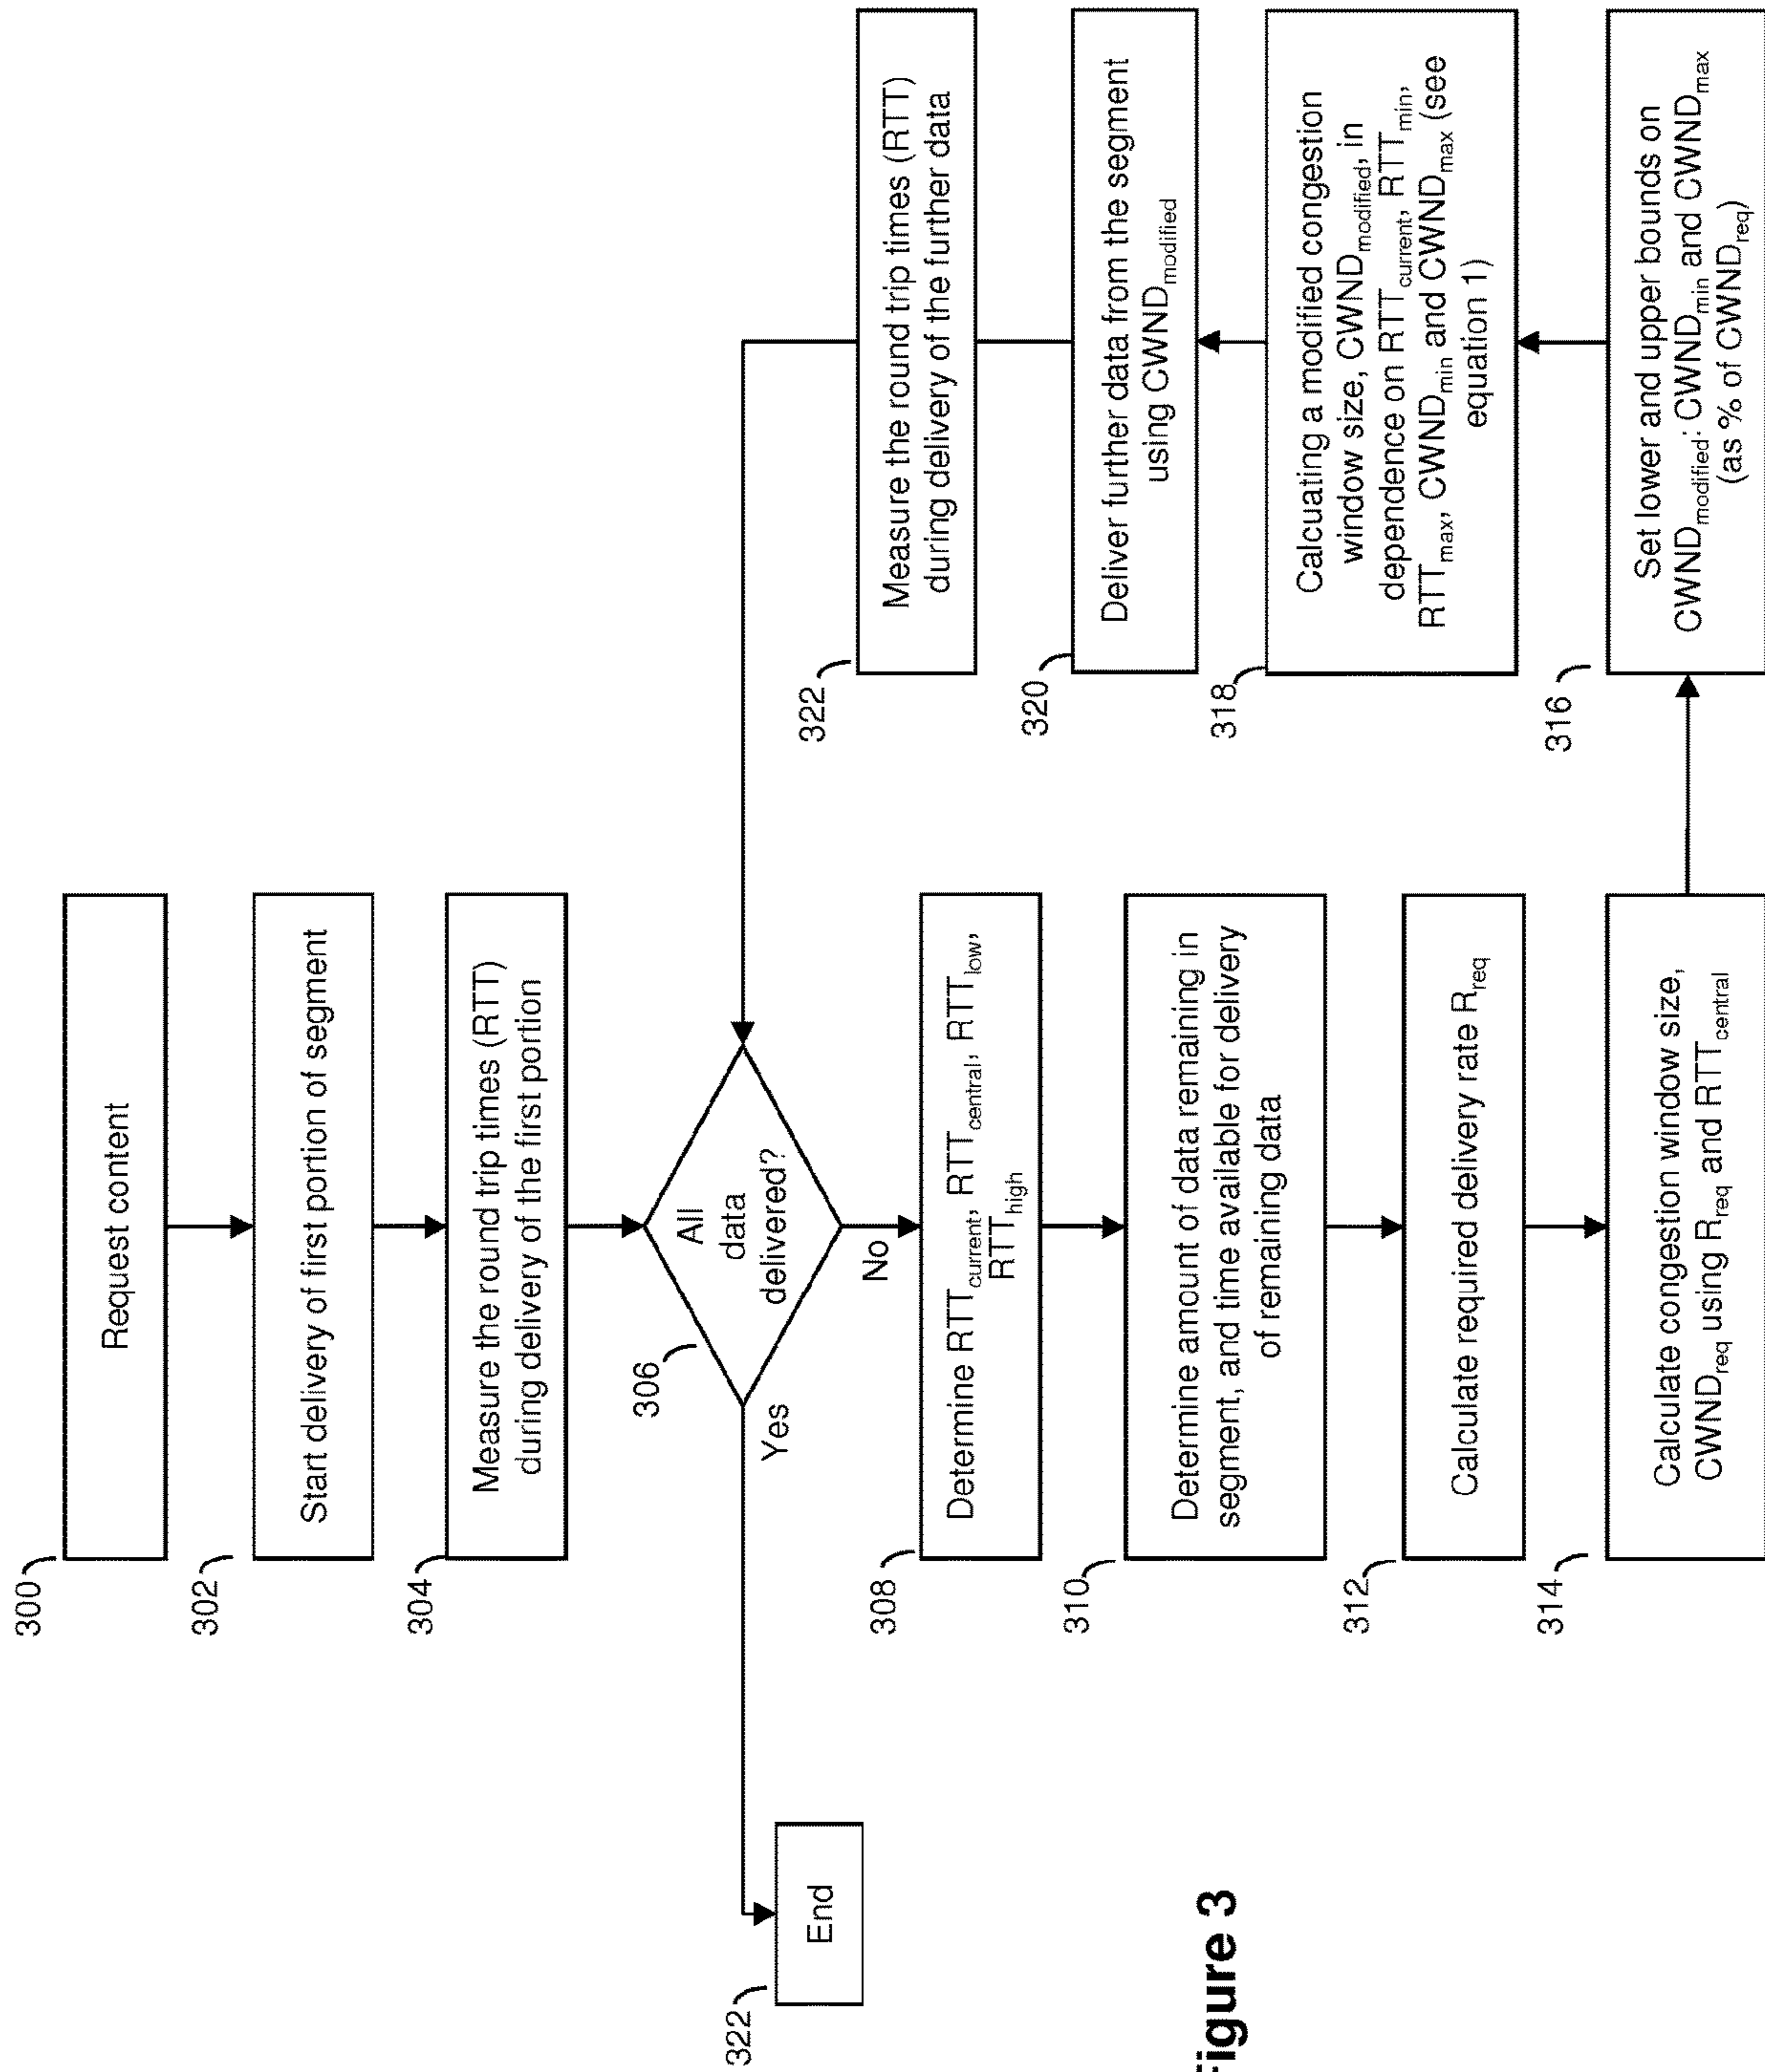 300
Request content
302
Start delivery of first portion of segment
304
Measure the round trip times (RTT)
during delivery of the first portion
306
All
data
delivered?
Yes
No
322
End
308
Determine RTTcurrent, RTTcentral, RTTlow,
RTThigh
310
Determine amount of data remaining in
segment, and time available for delivery
of remaining data
312
Calculate required delivery rate Rreq
314
Calculate congestion window size,
CWNDreq using Rreq and RTTcentral
316
Set lower and upper bounds on
CWNDmodified: CWNDmin and CWNDmax
(as % of CWNDreq)
318
Calcuating a modified congestion
window size, CWNDmodified, in
dependence on RTTcurrent, RTTmin,
RTTmax, CWNDmin and CWNDmax (see
equation 1)
320
Deliver further data from the segment
using CWNDmodified
322
Measure the round trip times (RTT)
during delivery of the further data
igure 3